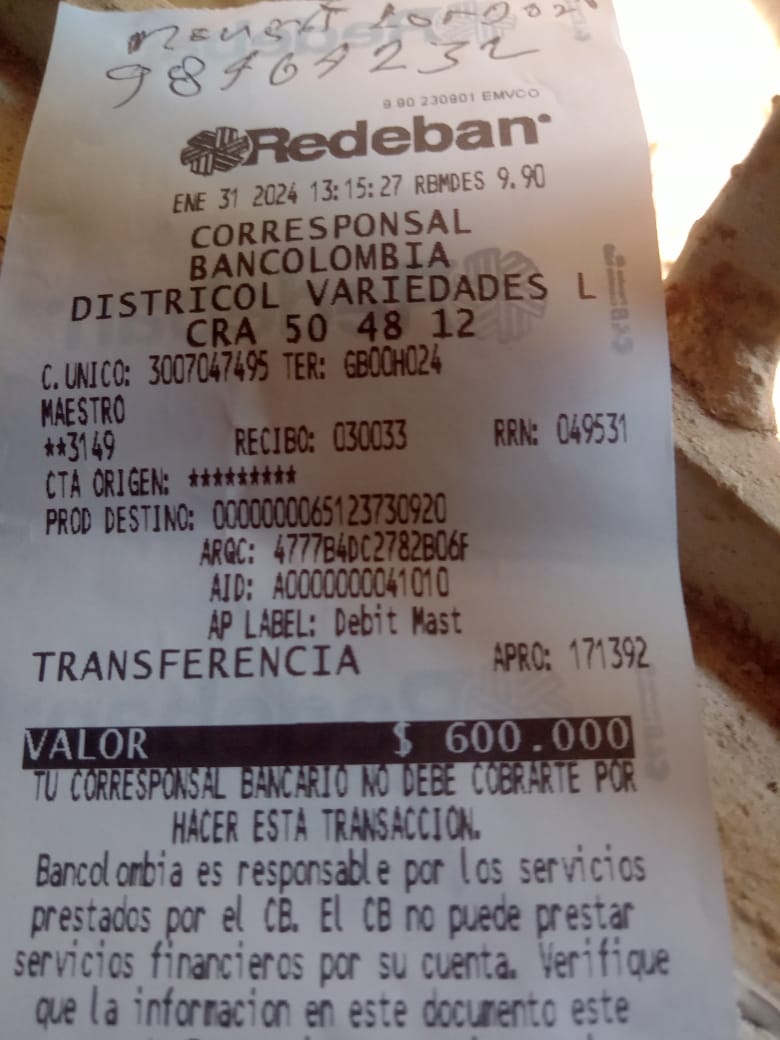 98464232
9.90 230901 EMVCO
Redeban
ENE 31 2024 13:15:27 RBMDES 9.90
CORRESPONSAL
BANCOLOMBIA
DISTRICOL VARIEDADES L
CRA 50 48 12
C.UNICO: 3007047495 TER: GB00H024
MAESTRO
**3149 RECIBO: 030033 RRN: 049531
CTA ORIGEN: *********
PROD DESTINO: 00000000065123730920
ARQC: 4777B4DC2782B06F
AID: A0000000041010
AP LABEL: Debit Mast
TRANSFERENCIA APRO: 171392
VALOR $ 600.000
TU CORRESPONSAL BANCARIO NO DEBE COBRARTE POR
HACER ESTA TRANSACCION.
Bancolombia es responsable por los servicios
prestados por el CB. El CB no puede prestar
servicios financieros por su cuenta. Verifique
que la informacion en este documento este